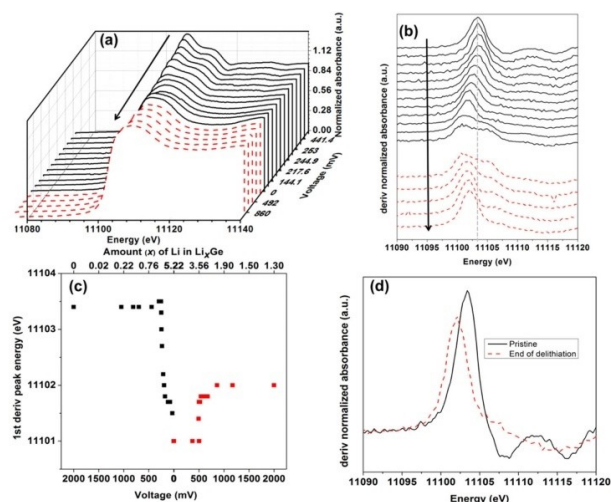 (a)
Normalized absorbance (a.u.)
1.12
0.84
0.56
0.28
0.00
441.4
263
244.9
217.6
144.1
0
492
860
Voltage (mV)
11080 11100 11120 11140
Energy (eV)
(b)
deriv normalized absorbance (a.u.)
11090 11095 11100 11105 11110 11115 11120
Energy (eV)
Amount (x) of Li in LixGe
0 0.02 0.22 0.76 5.22 3.56 1.90 1.50 1.30
(c)
1st deriv peak energy (eV)
11104
11103
11102
11101
2000 1500 1000 500 0 500 1000 1500 2000
Voltage (mV)
(d)
deriv normalized absorbance (a.u.)
Pristine
End of delithiation
11090 11095 11100 11105 11110 11115 11120
Energy (eV)